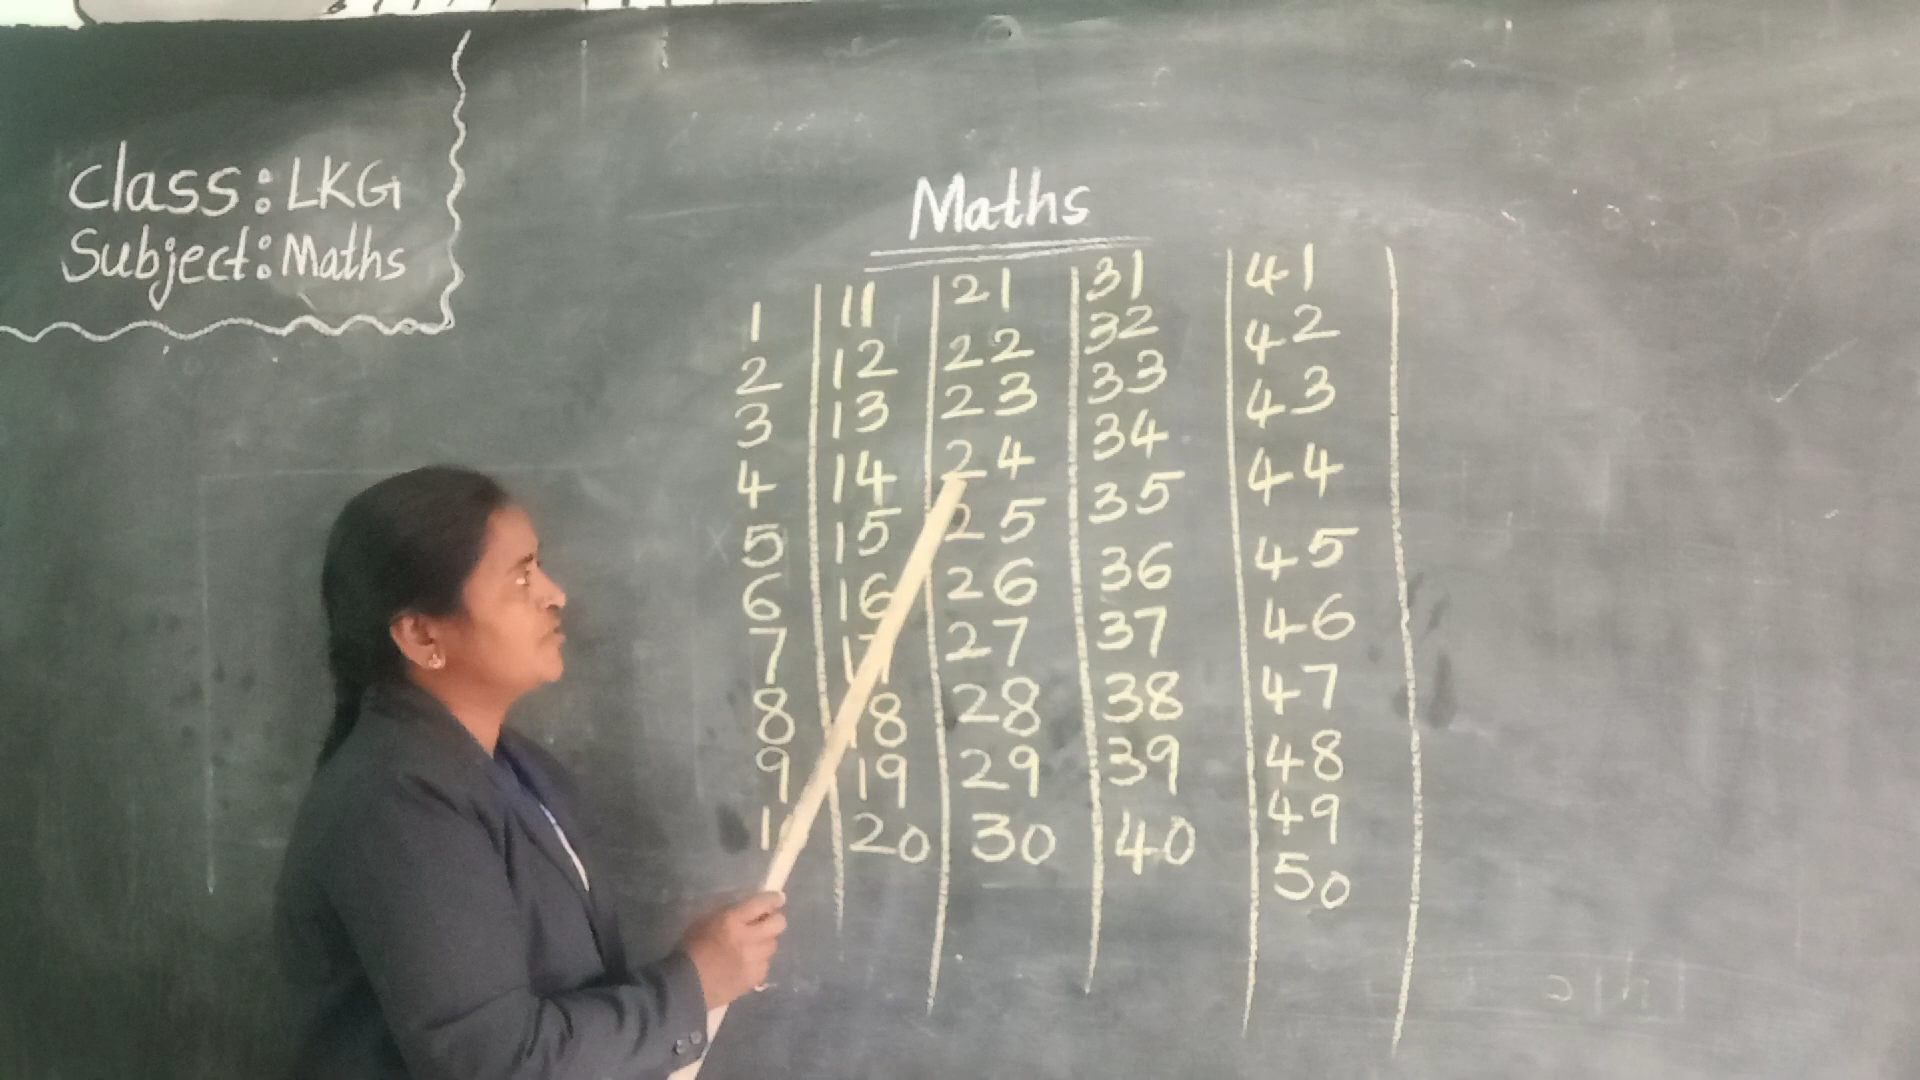 Class: LKG
Subject: Maths
Maths
1 11 21 31 41
2 12 22 32 42
3 13 23 33 43
4 14 24 34 44
5 15 25 35 45
6 16 26 36 46
7 17 27 37 47
8 18 28 38 48
9 19 29 39 49
20 30 40 50